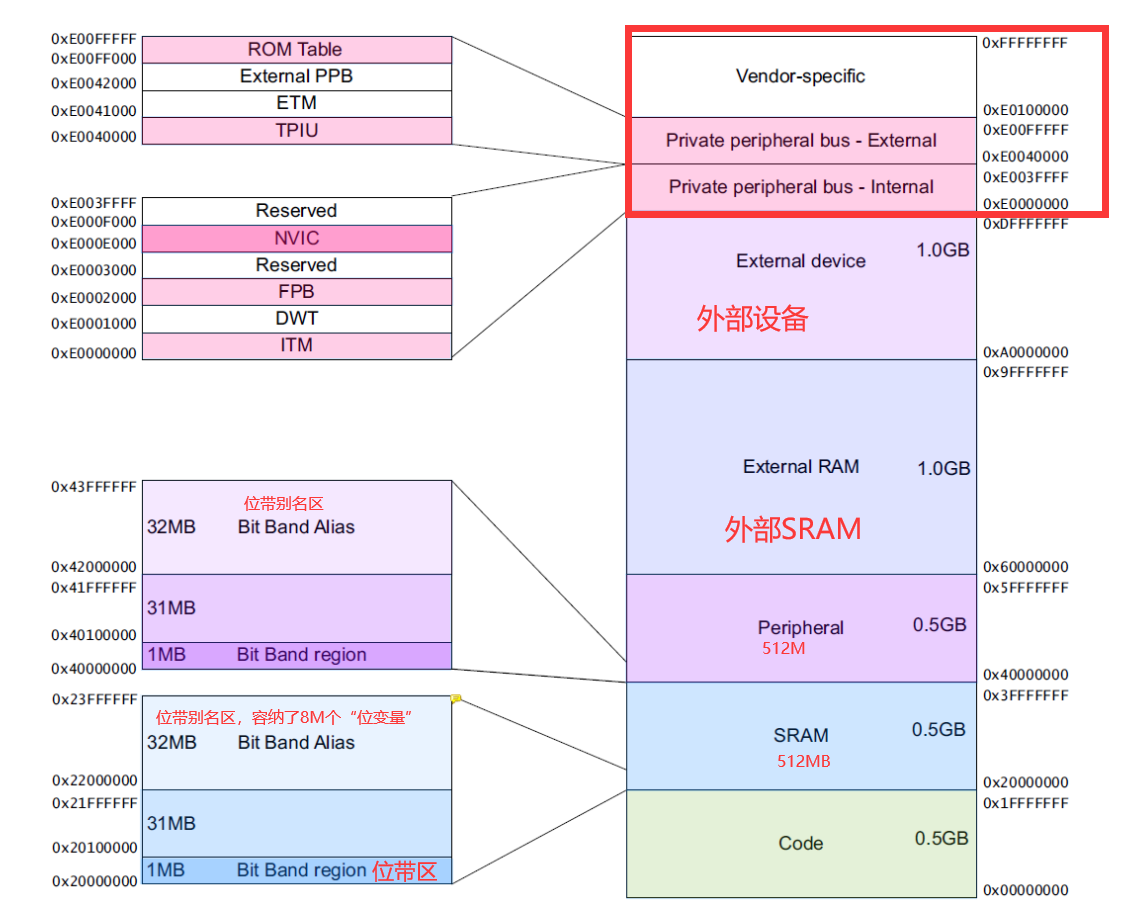 0xE00FFFFF
0xE00FF000
0xE0042000
0xE0041000
0xE0040000
ROM Table
External PPB
ETM
TPIU
0xE003FFFF
0xE000F000
0xE000E000
0xE0003000
0xE0002000
0xE0001000
0xE0000000
Reserved
NVIC
Reserved
FPB
DWT
ITM
0x43FFFFFF
0x42000000
0x41FFFFFF
0x40100000
0x40000000
位带别名区
32MB Bit Band Alias
31MB
1MB Bit Band region
0x23FFFFFF
0x22000000
0x21FFFFFF
0x20100000
0x20000000
位带别名区，容纳了8M个“位变量”
32MB Bit Band Alias
31MB
1MB Bit Band region 位带区
Vendor-specific
Private peripheral bus - External
Private peripheral bus - Internal
External device 1.0GB
外部设备
External RAM 1.0GB
外部SRAM
Peripheral 0.5GB
512M
SRAM 0.5GB
512MB
Code 0.5GB
0xFFFFFFFF
0xE0100000
0xE00FFFFF
0xE0040000
0xE003FFFF
0xE0000000
0xDFFFFFFF
0xA0000000
0x9FFFFFFF
0x60000000
0x5FFFFFFF
0x40000000
0x3FFFFFFF
0x20000000
0x1FFFFFFF
0x00000000